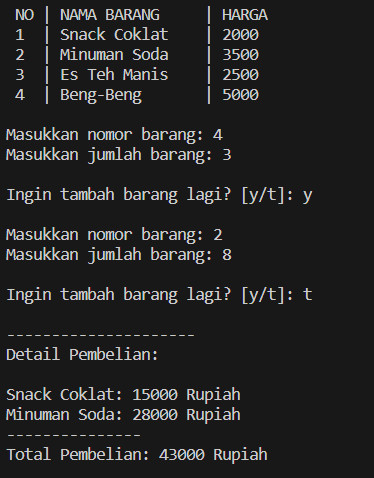 NO | NAMA BARANG | HARGA
1 | Snack Coklat | 2000
2 | Minuman Soda | 3500
3 | Es Teh Manis | 2500
4 | Beng-Beng | 5000
Masukkan nomor barang: 4
Masukkan jumlah barang: 3
Ingin tambah barang lagi? [y/t]: y
Masukkan nomor barang: 2
Masukkan jumlah barang: 8
Ingin tambah barang lagi? [y/t]: t
---------------------
Detail Pembelian:
Snack Coklat: 15000 Rupiah
Minuman Soda: 28000 Rupiah
---------------
Total Pembelian: 43000 Rupiah